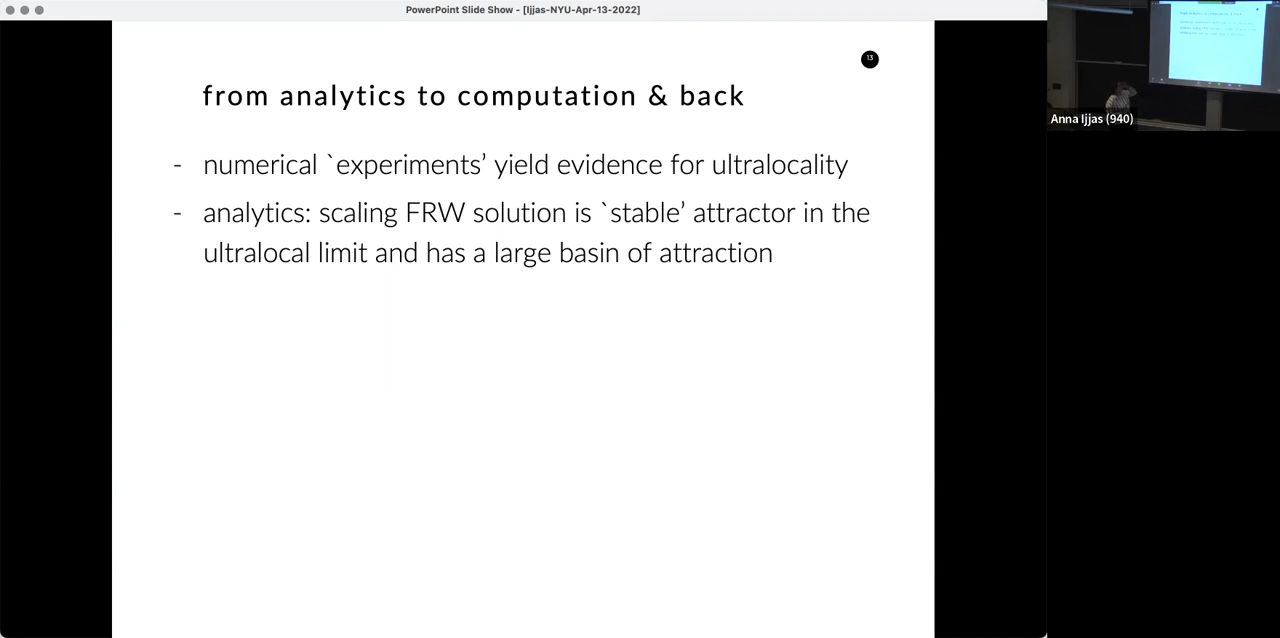 PowerPoint Slide Show - [Ijjas-NYU-Apr-13-2022]
13
from analytics to computation & back
- numerical `experiments’ yield evidence for ultralocality
- analytics: scaling FRW solution is `stable’ attractor in the
ultralocal limit and has a large basin of attraction
Anna Ijjas (940)